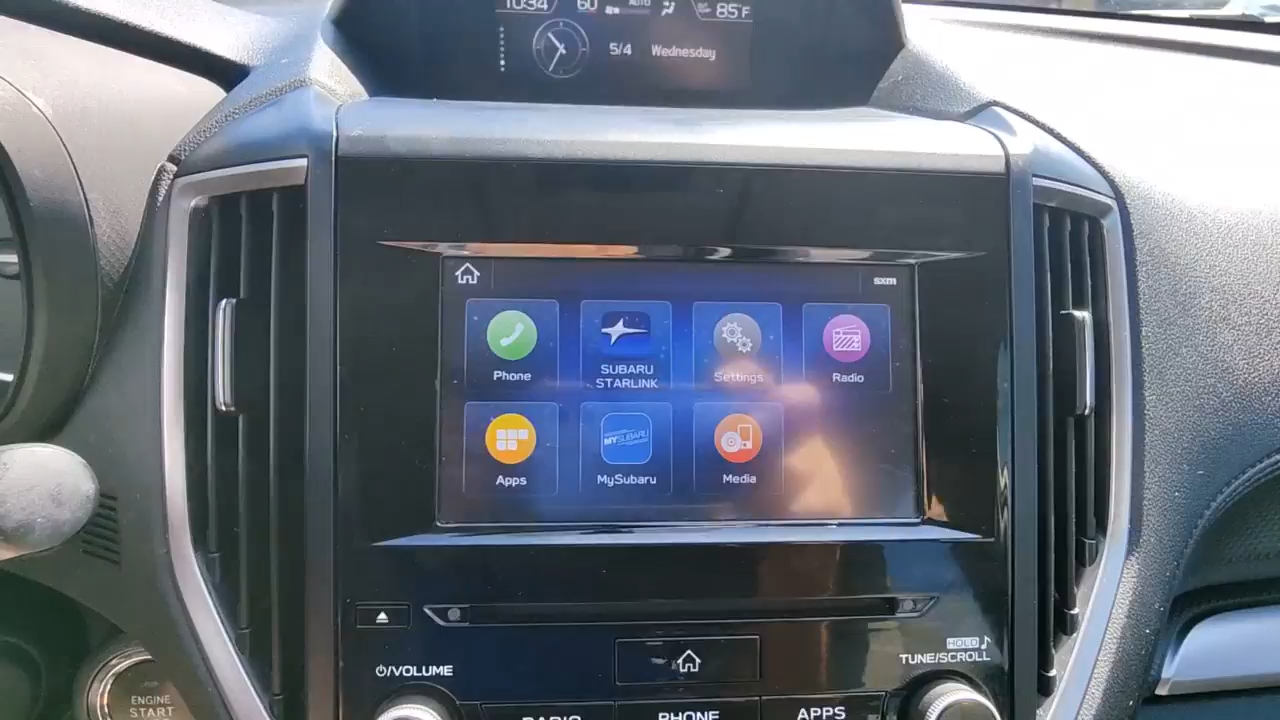 10:34 60 AUTO 85°F
5/4 Wednesday
sxm
Phone
SUBARU
STARLINK
Settings
Radio
Apps
MYSUBARU
MySubaru
Media
⏻/VOLUME
HOLD
TUNE/SCROLL
ENGINE
START
RADIO PHONE APPS